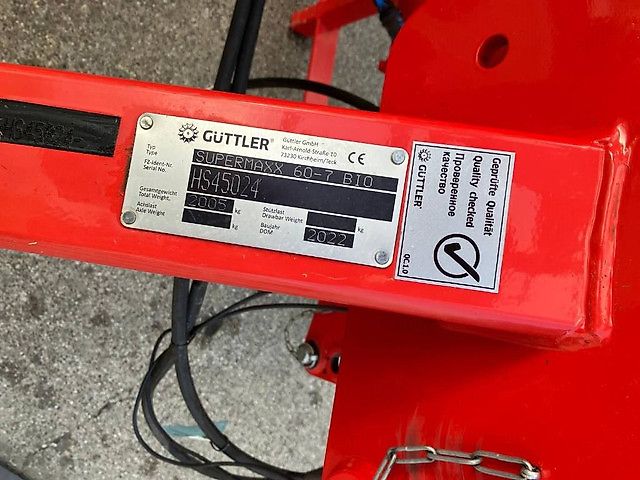 HS45024
GÜTTLER®
Güttler GmbH
Karl-Arnold-Straße 10
73230 Kirchheim/Teck
CE
Typ
Type
SUPERMAXX 60-7 BIO
FZ-Ident-Nr.
Serial No.
HS45024
Gesamtgewicht
Total Weight,
2005 kg
Achslast
Axle Weight
kg
Stützlast
Drawbar Weight
kg
Baujahr
DOM
2022
GÜTTLER®
Geprüfte Qualität
Quality checked
Проверенное
качество
QC.1.0